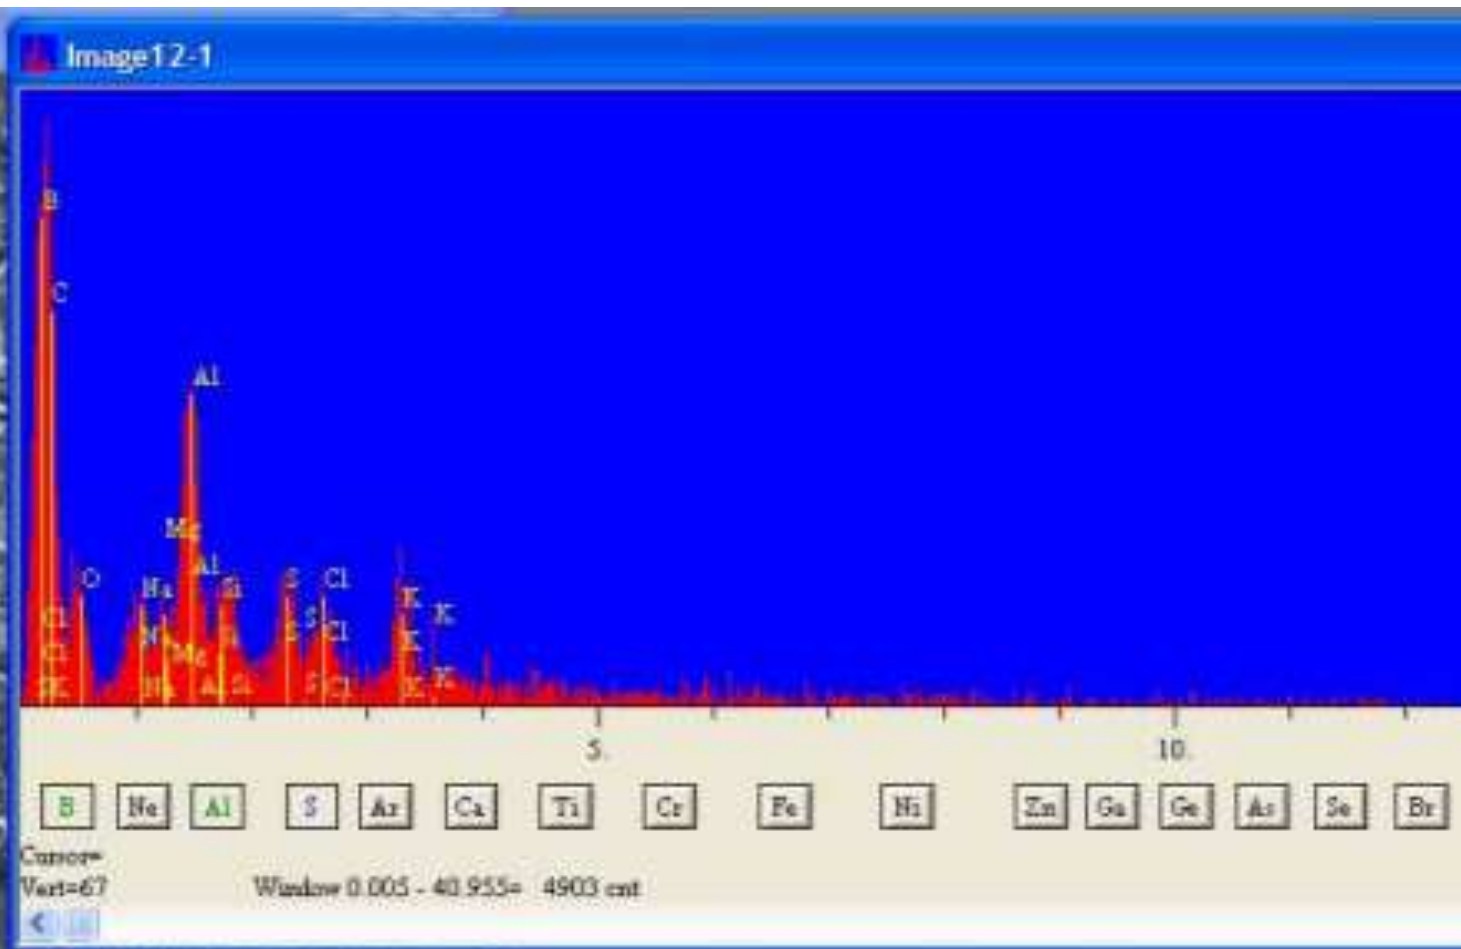 Image12-1
B
C
Al
Mg
Al
O Na Si S Cl
K
Cl Na S K
Cl Mg S Cl K
K Na A Si S Cl K K
5. 10.
B Ne Al S Ar Ca Ti Cr Fe Ni Zn Ga Ge As Se Br
Cursor=
Vert=67 Window 0.005 - 40.955= 4903 cnt